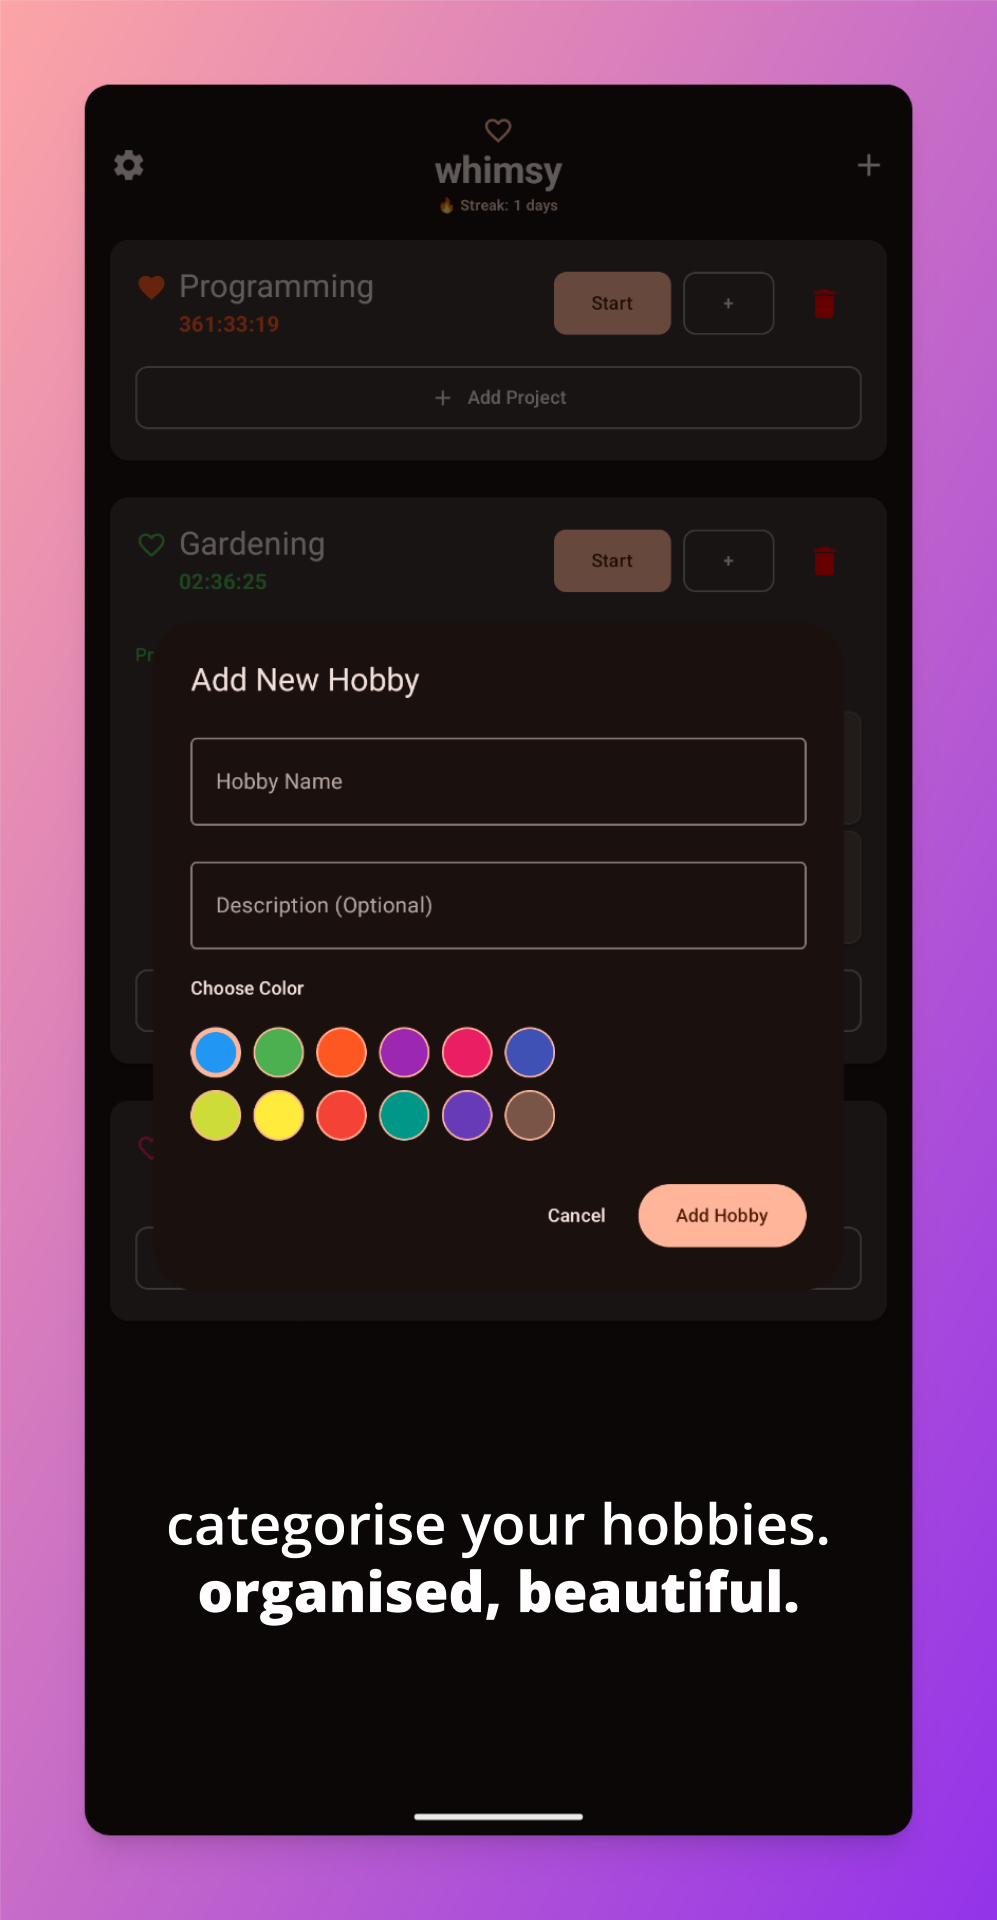 whimsy
🔥 Streak: 1 days
Programming
361:33:19
Start
+
+ Add Project
Gardening
02:36:25
Start
+
Pr
Add New Hobby
Hobby Name
Description (Optional)
Choose Color
Cancel
Add Hobby
categorise your hobbies.
organised, beautiful.